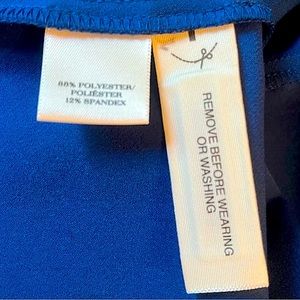 88% POLYESTER/
POLIÉSTER
12% SPANDEX
REMOVE BEFORE WEARING
OR WASHING